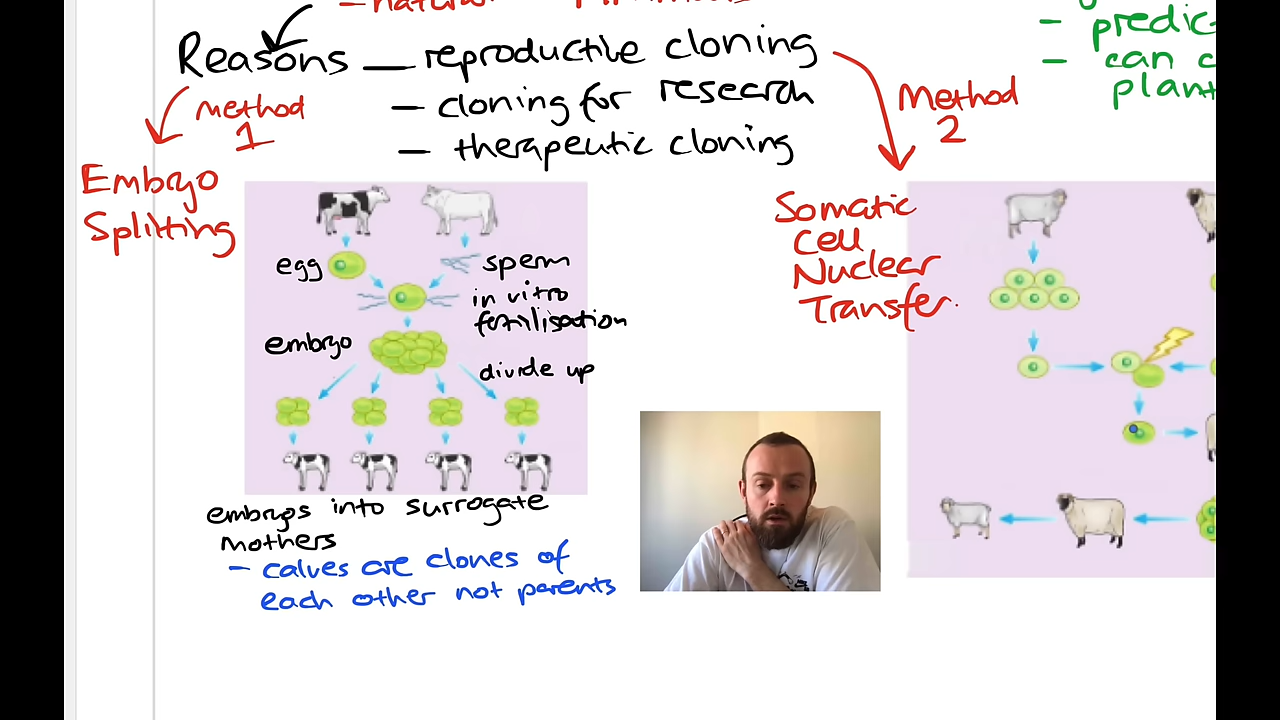 - natural
Reasons — reproductive cloning
- cloning for research
- therapeutic cloning
method
1
Embryo
Splitting
egg
sperm
in vitro
fertilisation
embryo
divide up
embryos into surrogate
mothers
- calves are clones of
each other not parents
Method
2
Somatic
Cell
Nuclear
Transfer.
- predic
- can c
plant